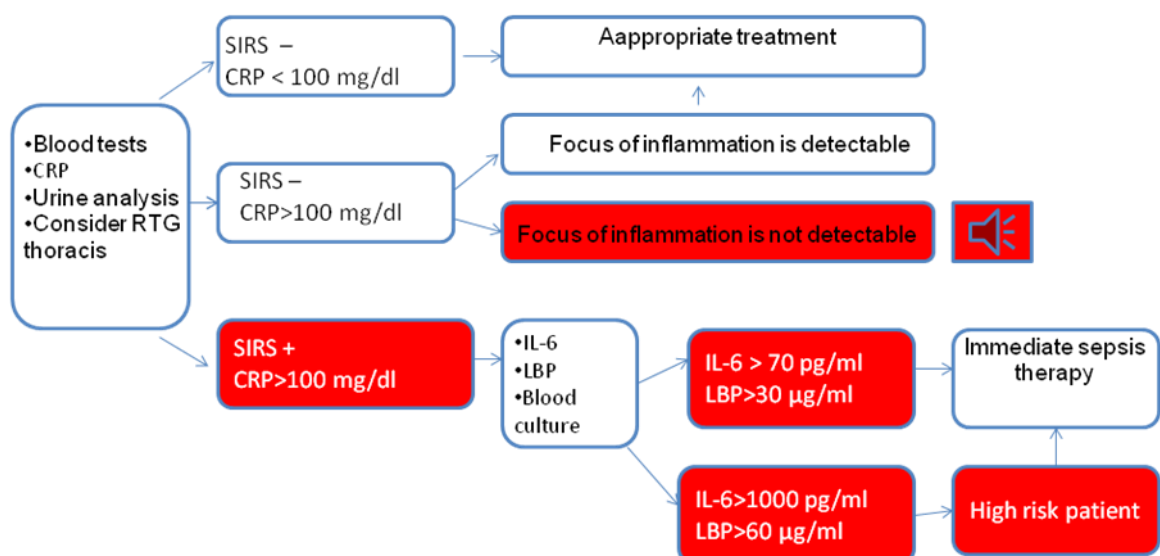 •Blood tests
•CRP
•Urine analysis
•Consider RTG
thoracis
SIRS –
CRP < 100 mg/dl
Aappropriate treatment
SIRS –
CRP>100 mg/dl
Focus of inflammation is detectable
Focus of inflammation is not detectable
SIRS +
CRP>100 mg/dl
•IL-6
•LBP
•Blood
culture
IL-6 > 70 pg/ml
LBP>30 µg/ml
Immediate sepsis
therapy
IL-6>1000 pg/ml
LBP>60 µg/ml
High risk patient